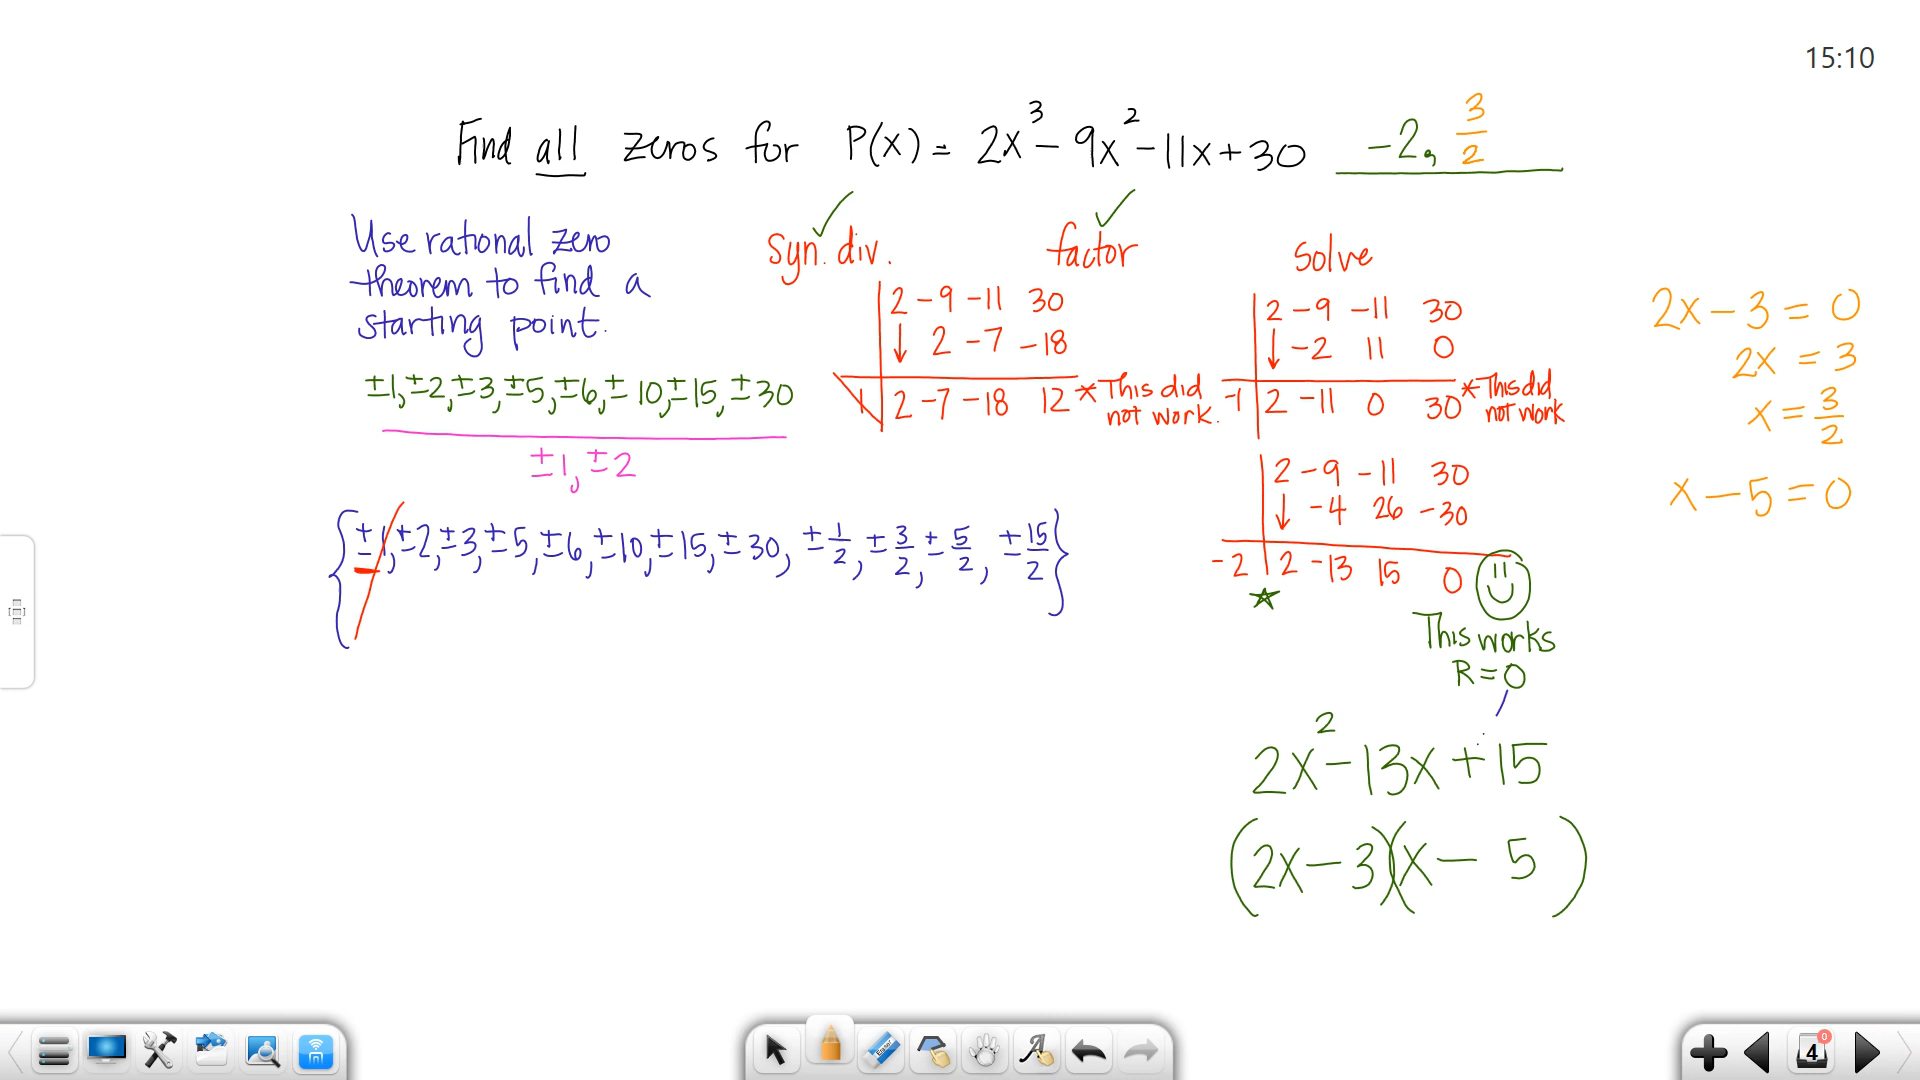 15:10
Find all zeros for P(x) = 2x³ - 9x² - 11x + 30 -2, 3/2
Use rational zero
theorem to find a
starting point.
±1, ±2, ±3, ±5, ±6, ±10, ±15, ±30
±1, ±2
{±1, ±2, ±3, ±5, ±6, ±10, ±15, ±30, ±1/2, ±3/2, ±5/2, ±15/2}
Syn. div.
factor
Solve
2 -9 -11 30
↓ 2 -7 -18
1 2 -7 -18 12 * This did
not work.
2 -9 -11 30
↓ -2 11 0
-1 2 -11 0 30 * This did
not work
2 -9 -11 30
↓ -4 26 -30
-2 2 -13 15 0
This works
R = 0
2x² - 13x + 15
(2x - 3)(x - 5)
2x - 3 = 0
2x = 3
x = 3/2
x - 5 = 0
Eraser
A
4
0